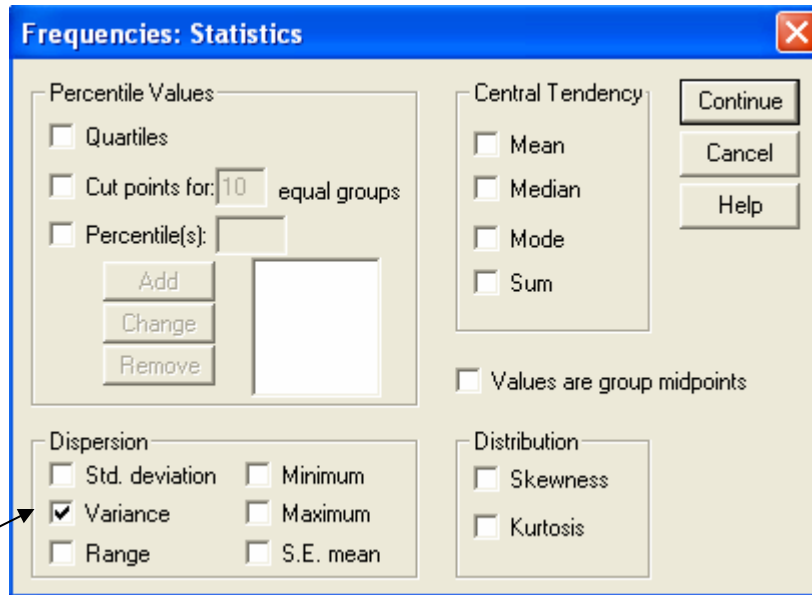 Frequencies: Statistics
Percentile Values
Quartiles
Cut points for: 10 equal groups
Percentile(s):
Add
Change
Remove
Central Tendency
Mean
Median
Mode
Sum
Continue
Cancel
Help
Values are group midpoints
Dispersion
Std. deviation Minimum
Variance Maximum
Range S.E. mean
Distribution
Skewness
Kurtosis